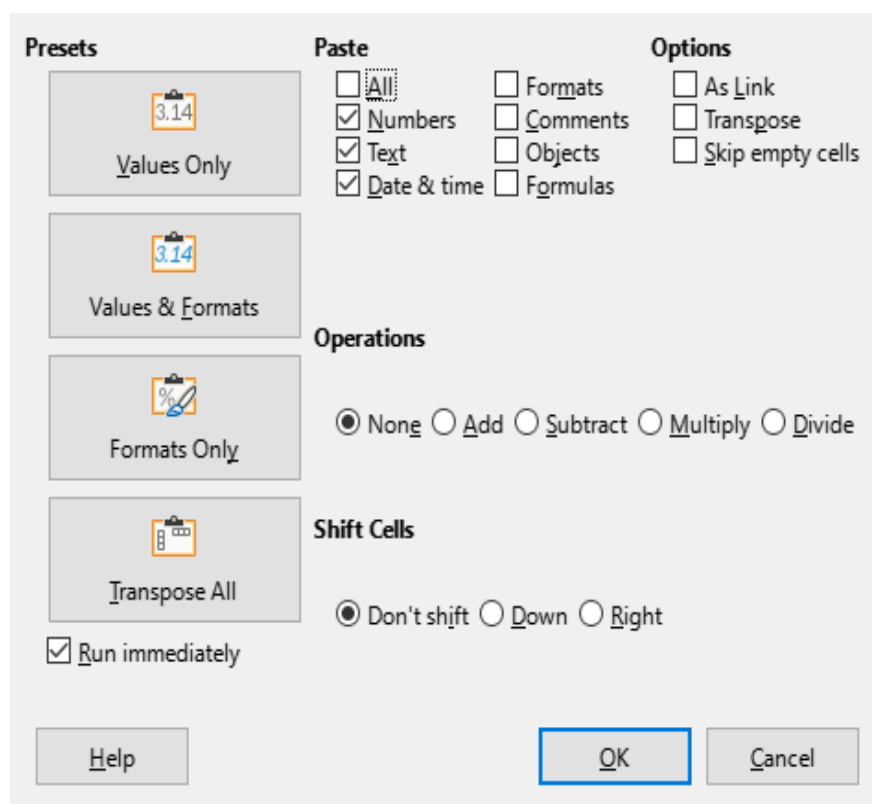 Presets
3.14
Values Only
3.14
Values & Formats
%
Formats Only
Transpose All
Run immediately
Paste
All
Numbers
Text
Date & time
Formats
Comments
Objects
Formulas
Options
As Link
Transpose
Skip empty cells
Operations
None Add Subtract Multiply Divide
Shift Cells
Don't shift Down Right
Help OK Cancel